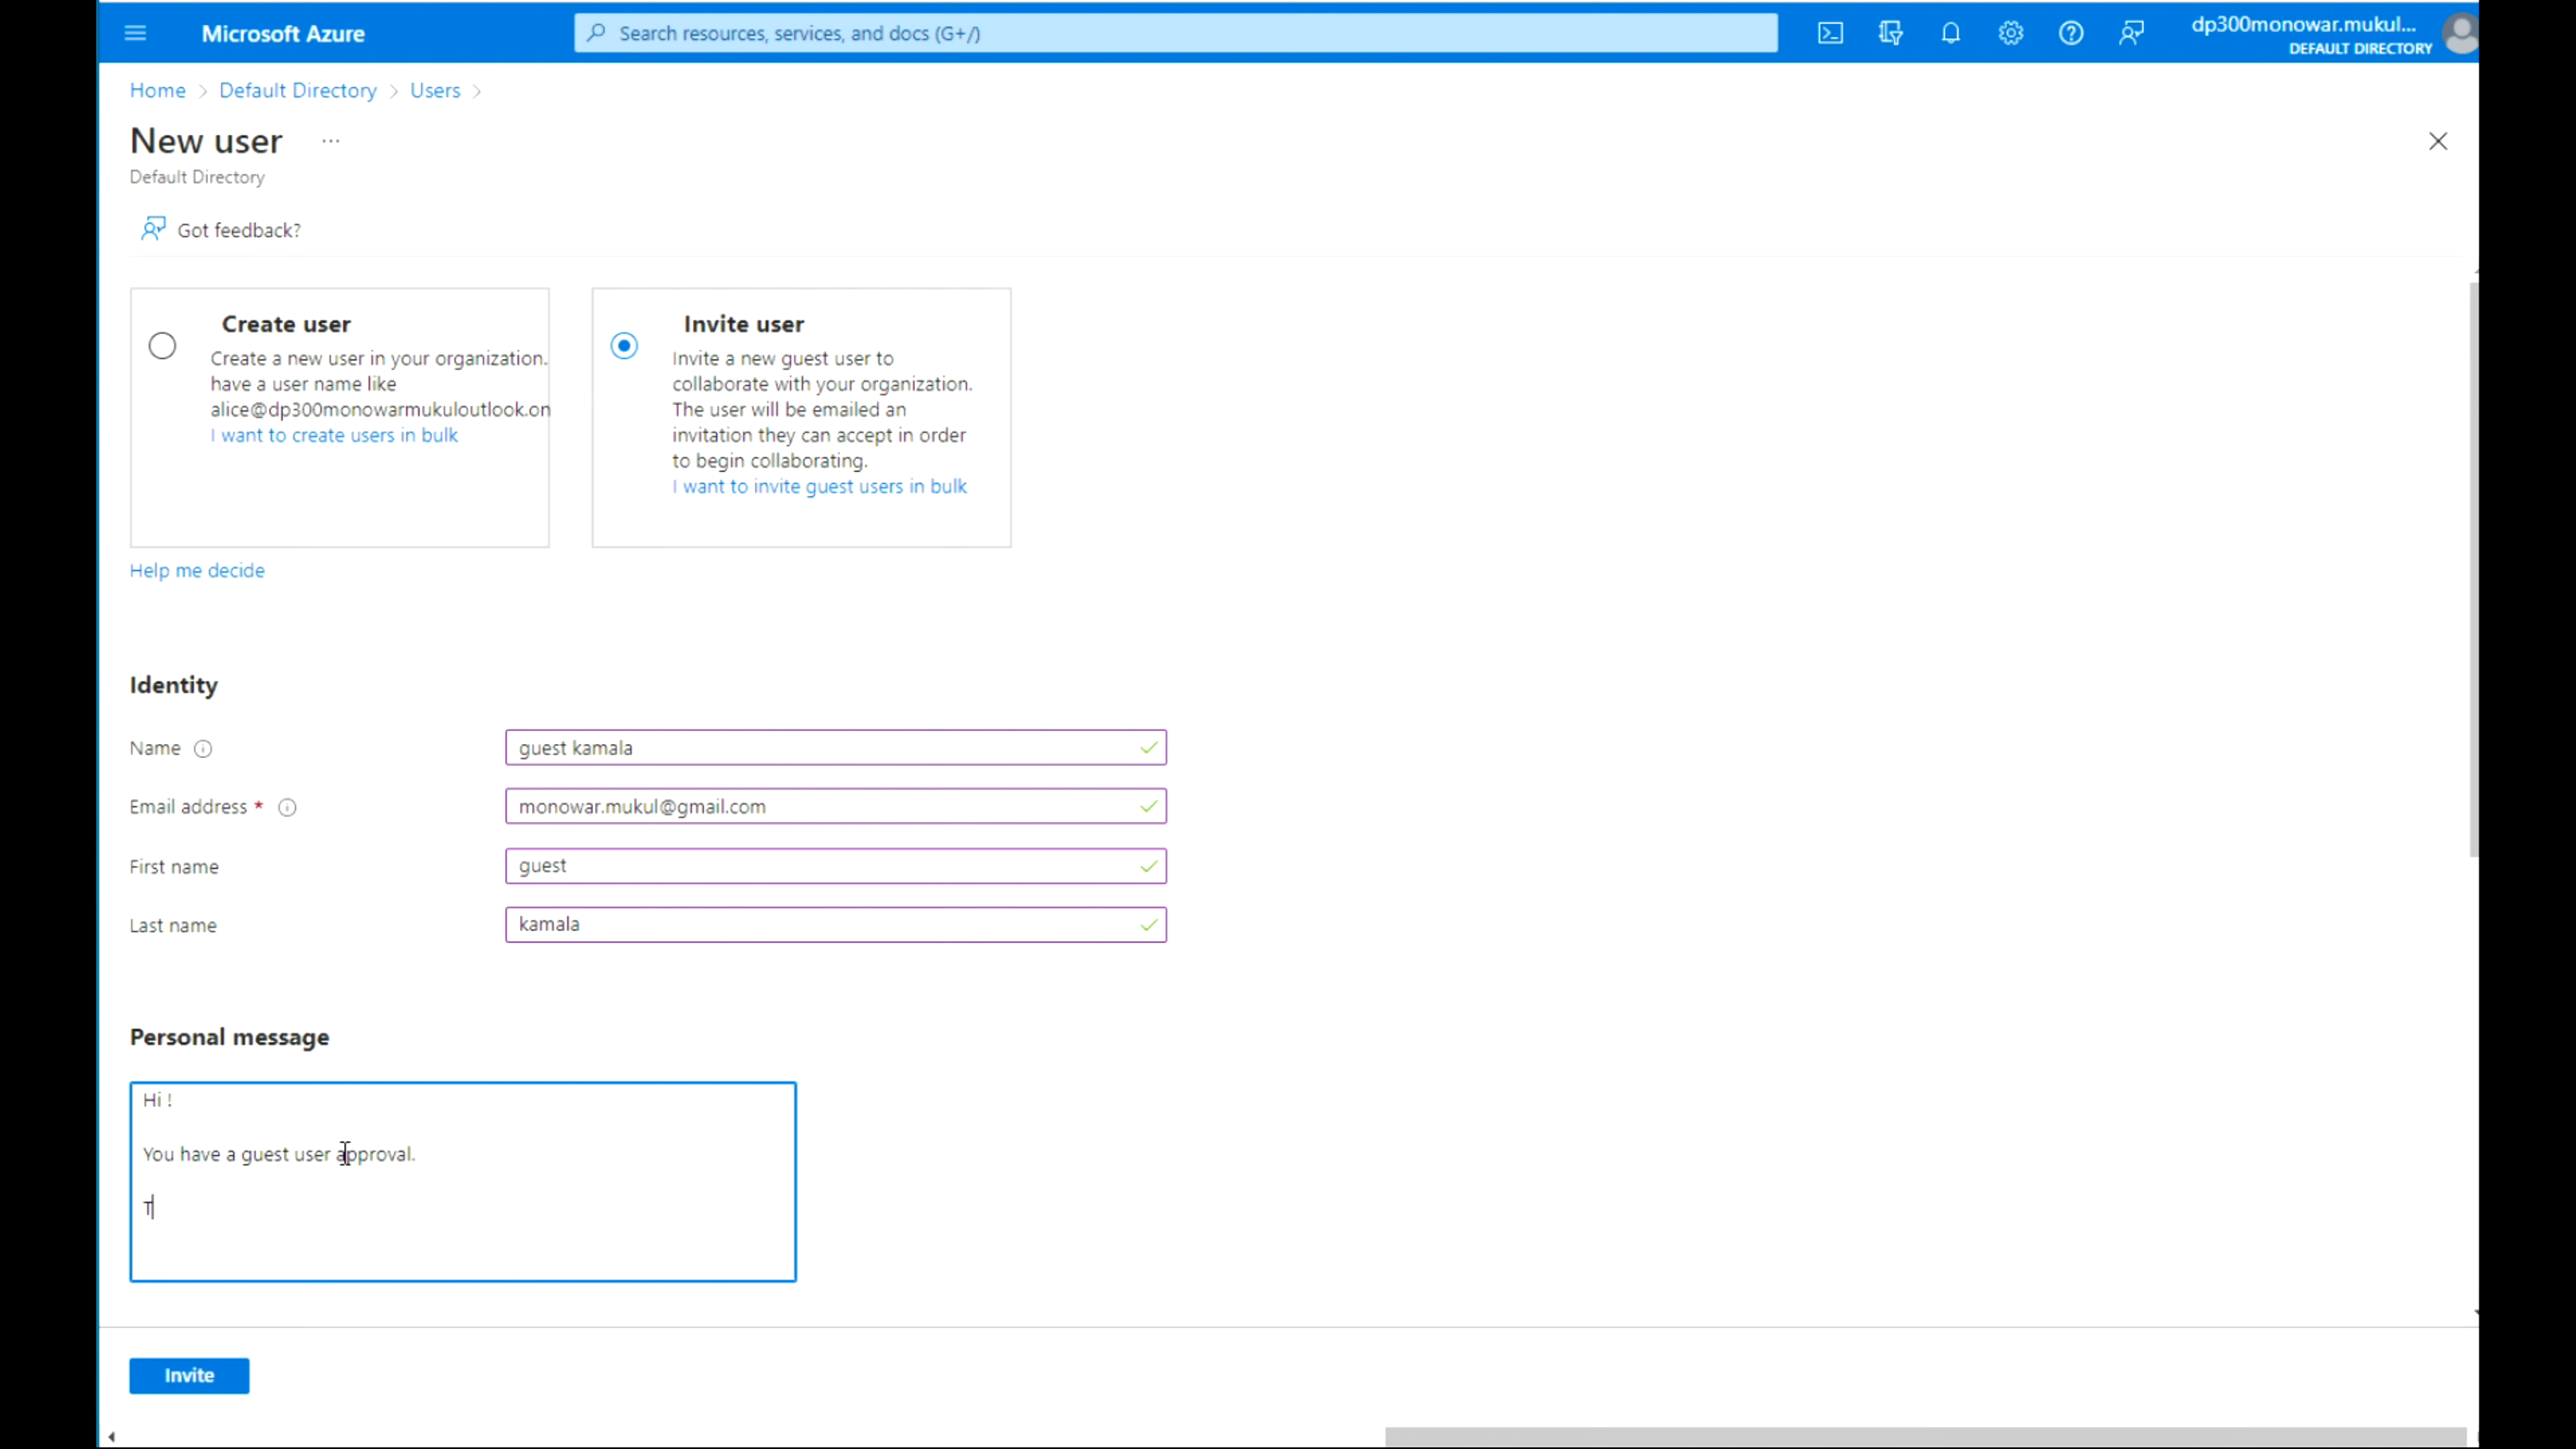 Microsoft Azure
Search resources, services, and docs (G+/)
dp300monowar.mukul...
DEFAULT DIRECTORY
Home > Default Directory > Users >
New user ...
Default Directory
Got feedback?
Create user
Create a new user in your organization.
have a user name like
alice@dp300monowarmukuloutlook.on
I want to create users in bulk
Invite user
Invite a new guest user to
collaborate with your organization.
The user will be emailed an
invitation they can accept in order
to begin collaborating.
I want to invite guest users in bulk
Help me decide
Identity
Name guest kamala
Email address * monowar.mukul@gmail.com
First name guest
Last name kamala
Personal message
Hi !
You have a guest user approval.
T
Invite